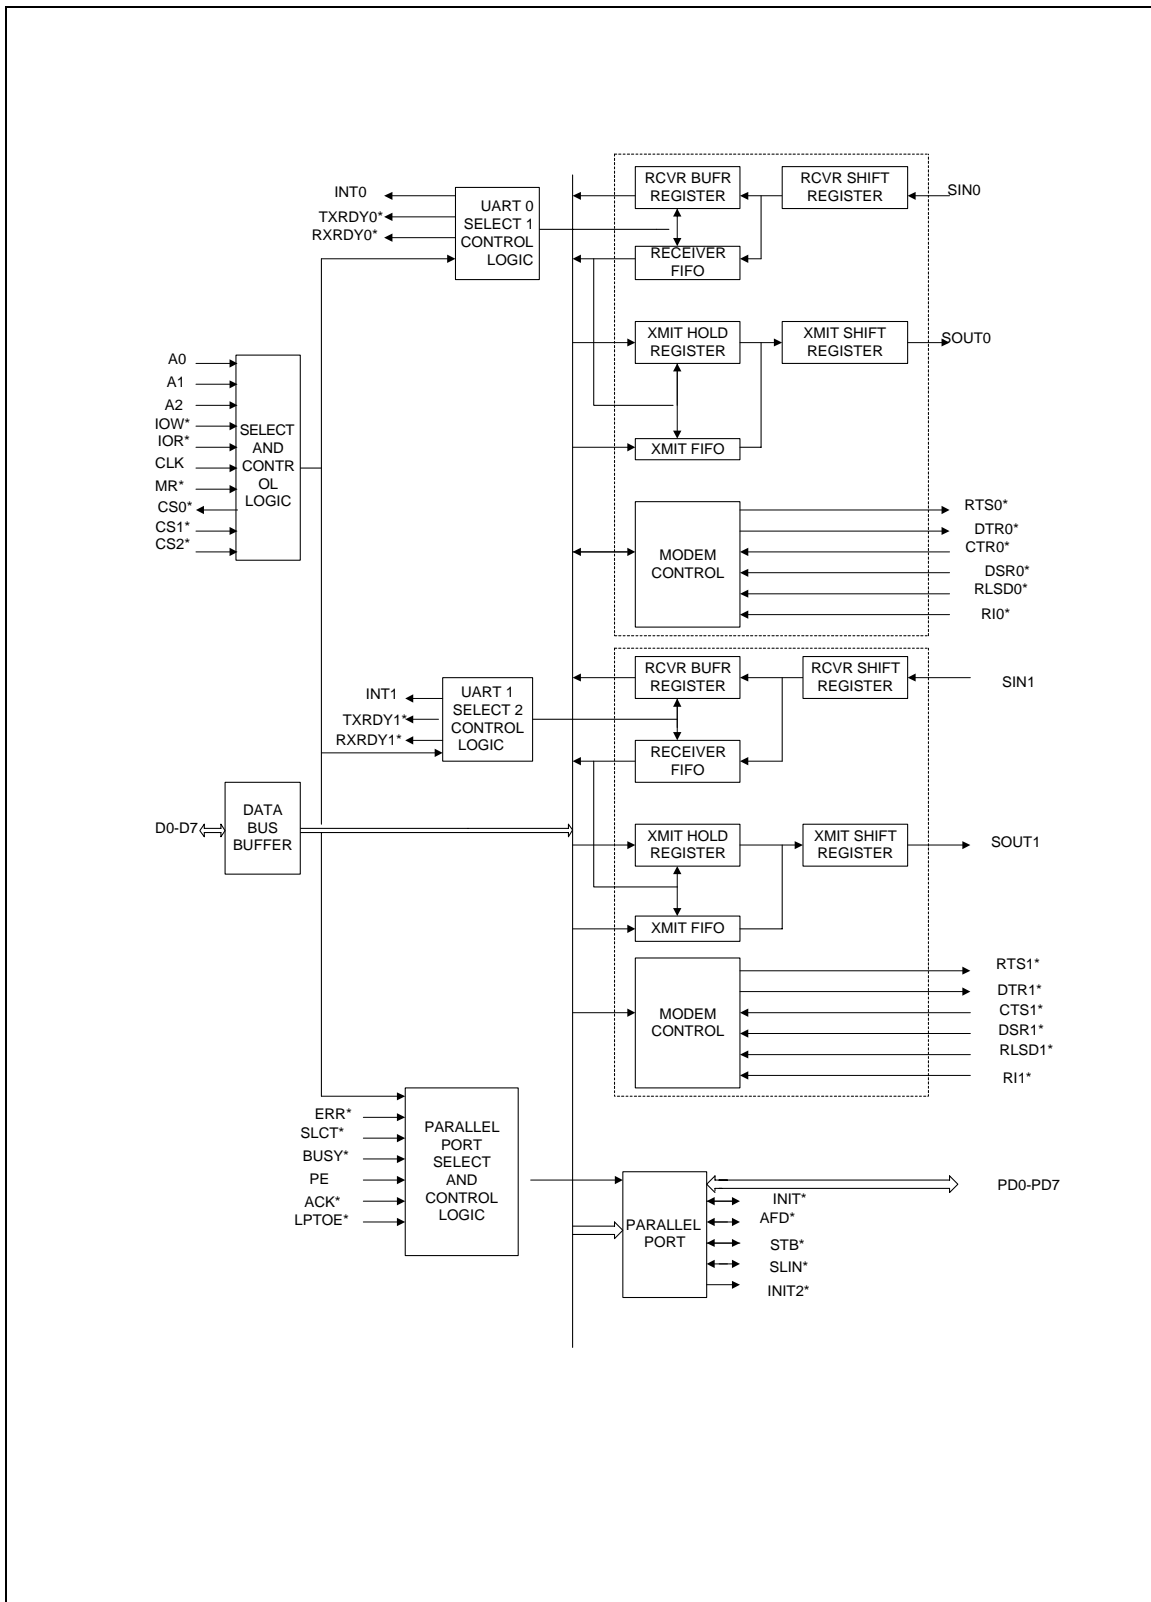 INT0
TXRDY0*
RXRDY0*
UART 0
SELECT 1
CONTROL
LOGIC
RCVR BUFR
REGISTER
RCVR SHIFT
REGISTER
SIN0
RECEIVER
FIFO
XMIT HOLD
REGISTER
XMIT SHIFT
REGISTER
SOUT0
XMIT FIFO
A0
A1
A2
IOW*
IOR*
CLK
MR*
CS0*
CS1*
CS2*
SELECT
AND
CONTR
OL
LOGIC
MODEM
CONTROL
RTS0*
DTR0*
CTR0*
DSR0*
RLSD0*
RI0*
INT1
TXRDY1*
RXRDY1*
UART 1
SELECT 2
CONTROL
LOGIC
RCVR BUFR
REGISTER
RCVR SHIFT
REGISTER
SIN1
RECEIVER
FIFO
D0-D7
DATA
BUS
BUFFER
XMIT HOLD
REGISTER
XMIT SHIFT
REGISTER
SOUT1
XMIT FIFO
MODEM
CONTROL
RTS1*
DTR1*
CTS1*
DSR1*
RLSD1*
RI1*
ERR*
SLCT*
BUSY*
PE
ACK*
LPTOE*
PARALLEL
PORT
SELECT
AND
CONTROL
LOGIC
PARALLEL
PORT
PD0-PD7
INIT*
AFD*
STB*
SLIN*
INIT2*